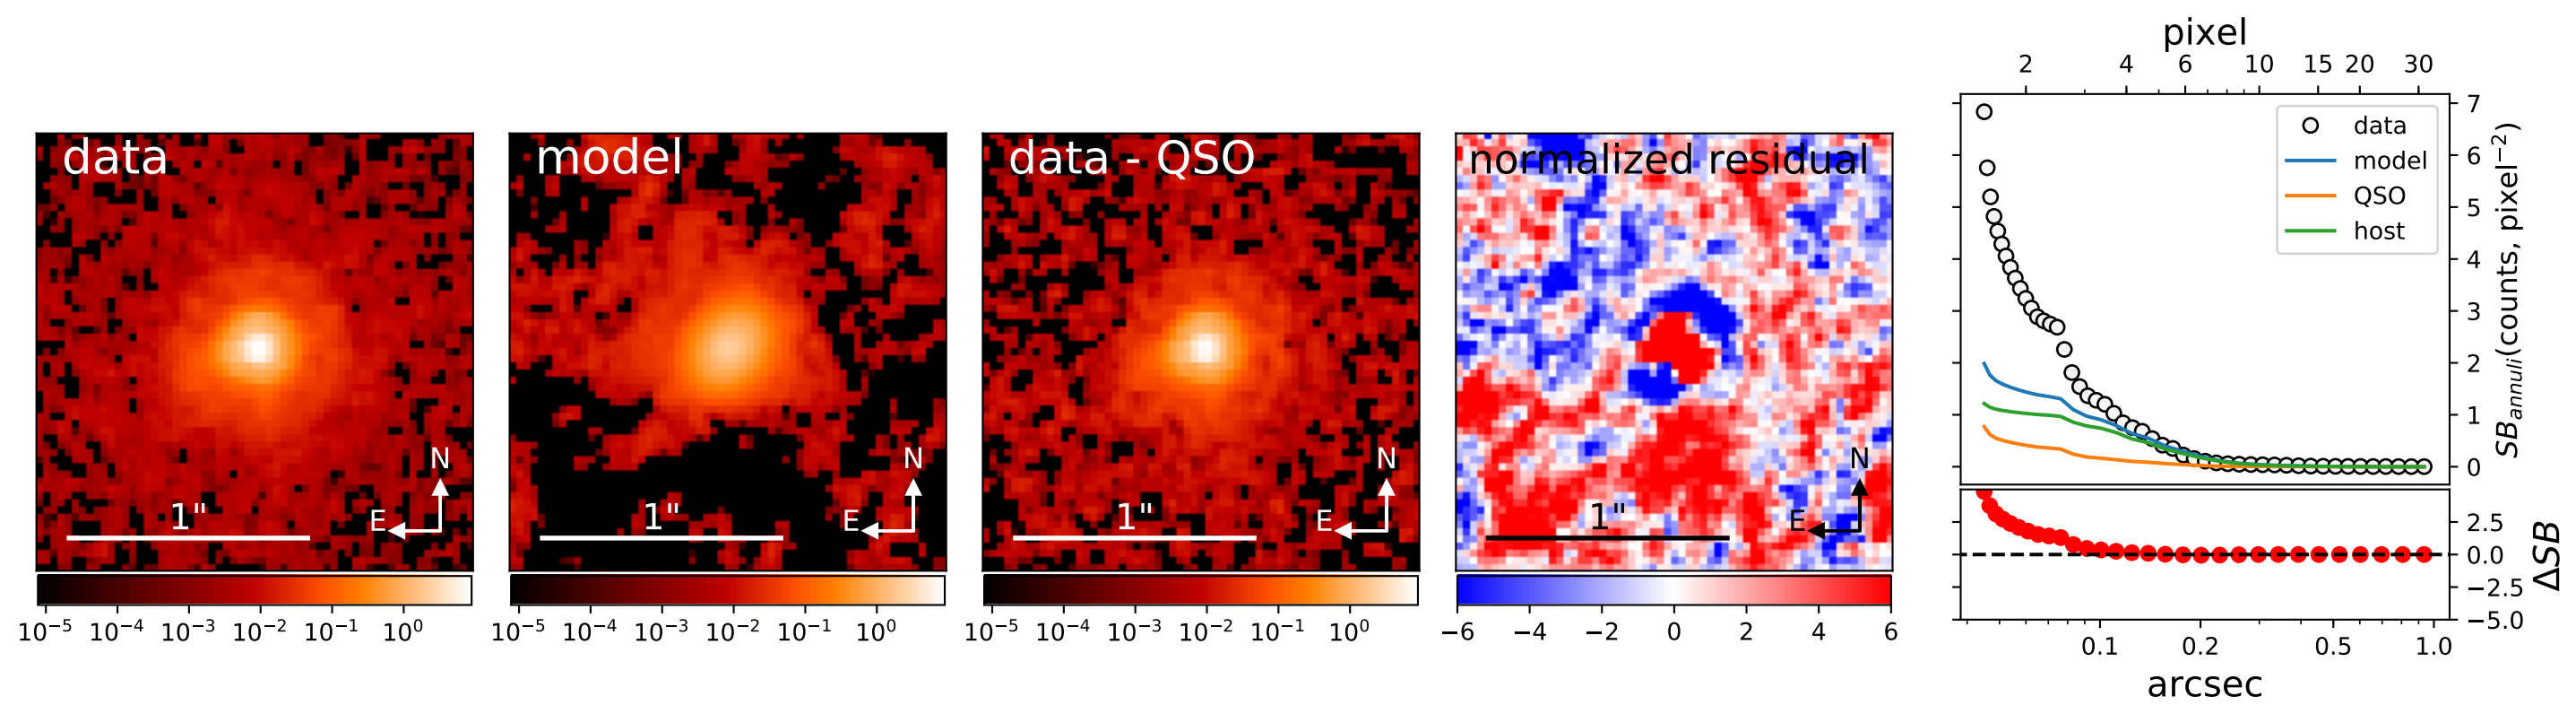 data
1"
N
E
10⁻⁵ 10⁻⁴ 10⁻³ 10⁻² 10⁻¹ 10⁰
model
1"
N
E
10⁻⁵ 10⁻⁴ 10⁻³ 10⁻² 10⁻¹ 10⁰
data - QSO
1"
N
E
10⁻⁵ 10⁻⁴ 10⁻³ 10⁻² 10⁻¹ 10⁰
normalized residual
1"
N
E
−6 −4 −2 0 2 4 6
pixel
2 4 6 10 15 20 30
data
model
QSO
host
7
6
5
4
3
2
1
0
SB_annuli(counts, pixel⁻²)
2.5
0.0
−2.5
−5.0
ΔSB
0.1 0.2 0.5 1.0
arcsec